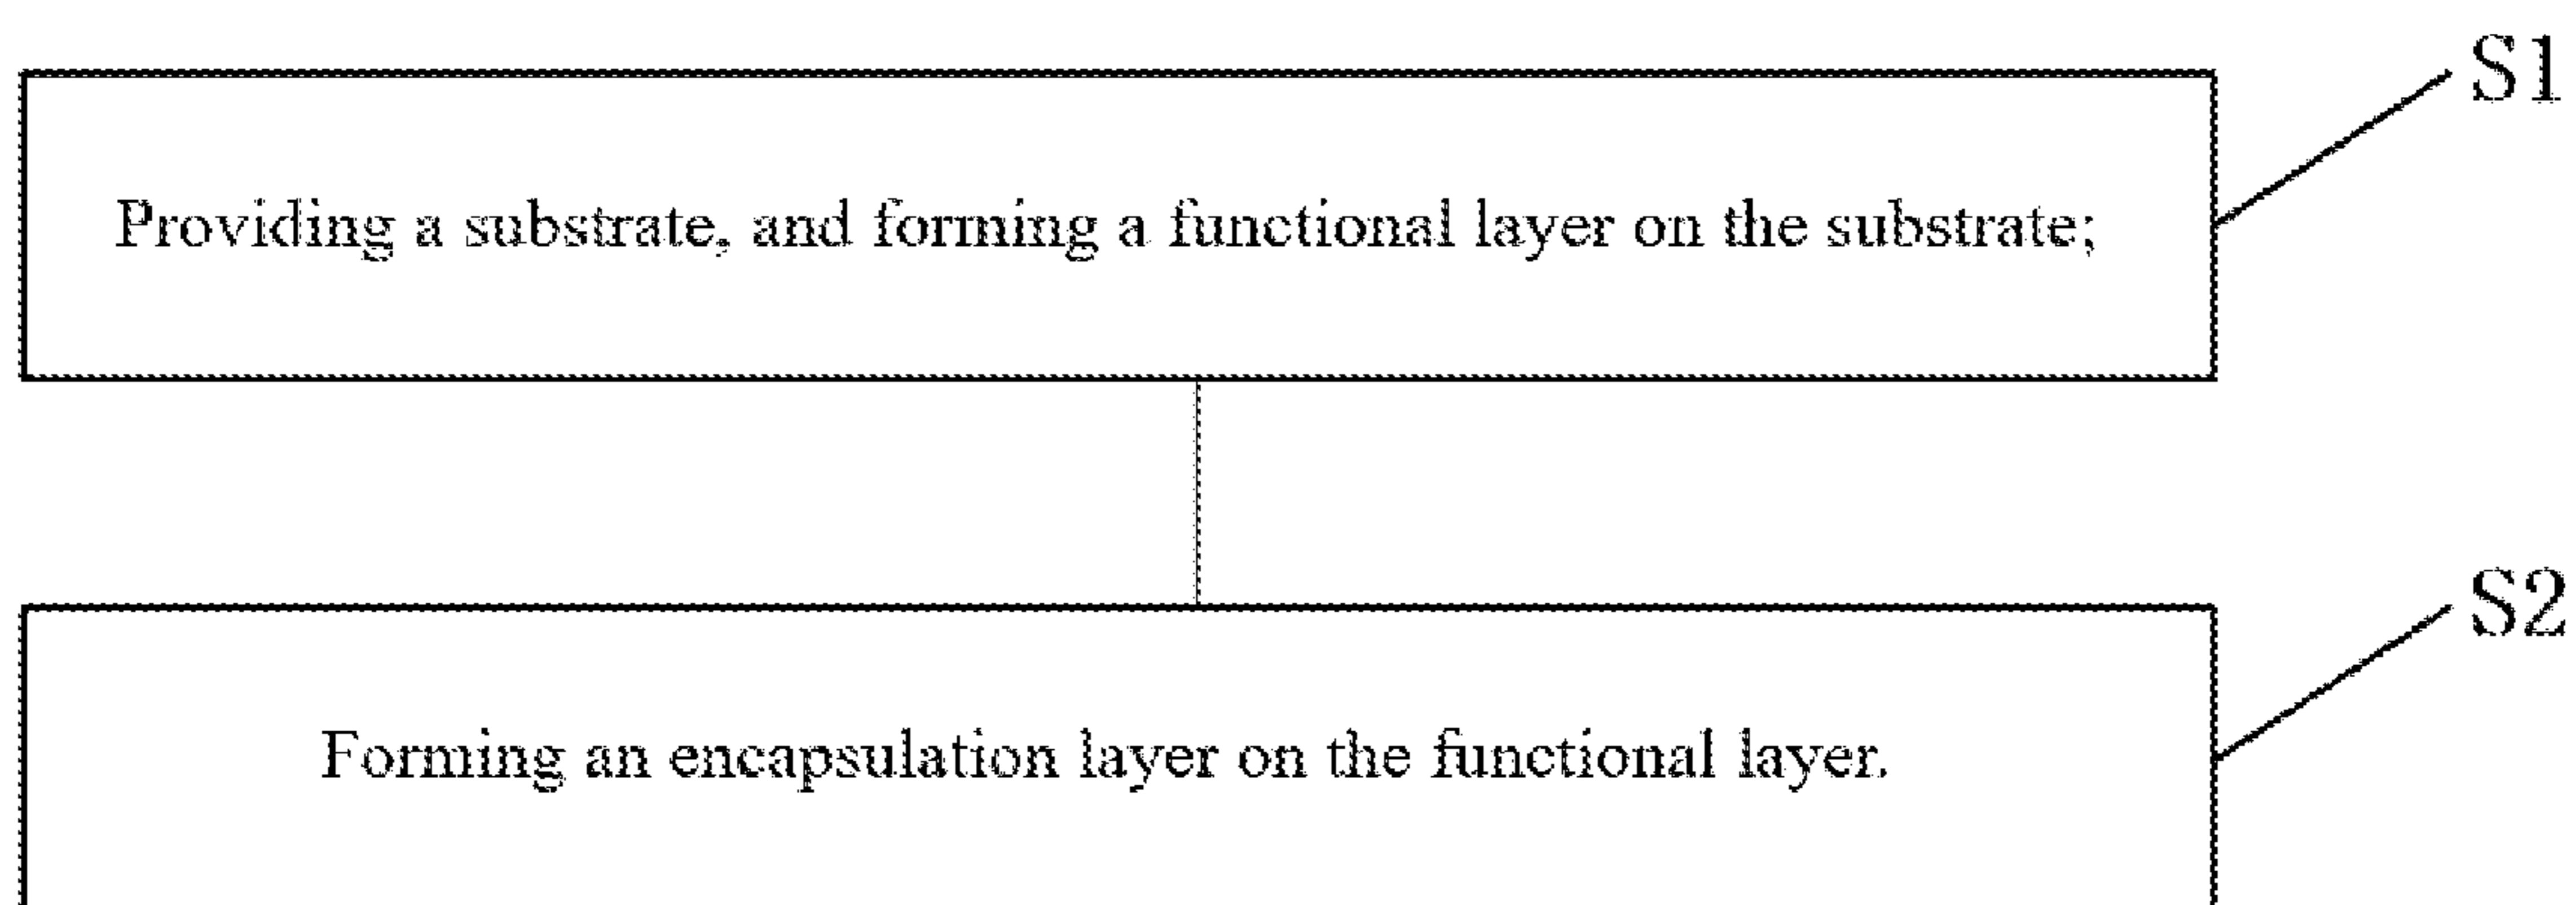 S1
Providing a substrate, and forming a functional layer on the substrate;
S2
Forming an encapsulation layer on the functional layer.